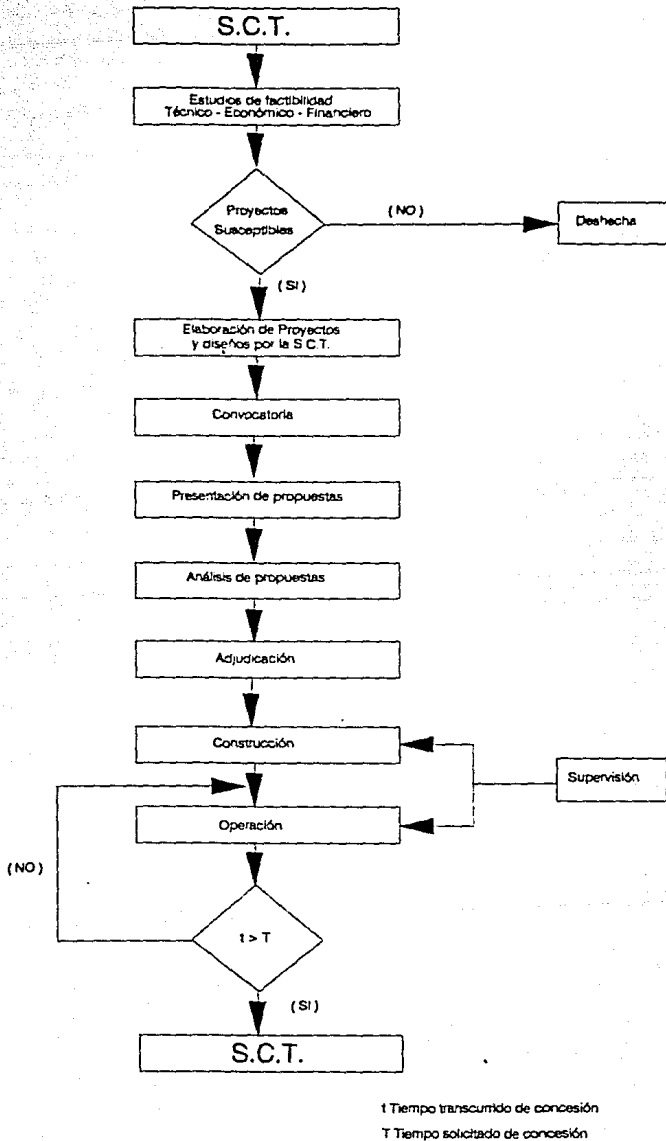 S.C.T.
Estudios de factibilidad
Técnico - Económico - Financiero
Proyectos
Susceptibles
(NO)
Deshecha
(SI)
Elaboración de Proyectos
y diseños por la S.C.T.
Convocatoria
Presentación de propuestas
Análisis de propuestas
Adjudicación
Construcción
Supervisión
Operación
(NO)
t > T
(SI)
S.C.T.
t Tiempo transcurrido de concesión
T Tiempo solicitado de concesión